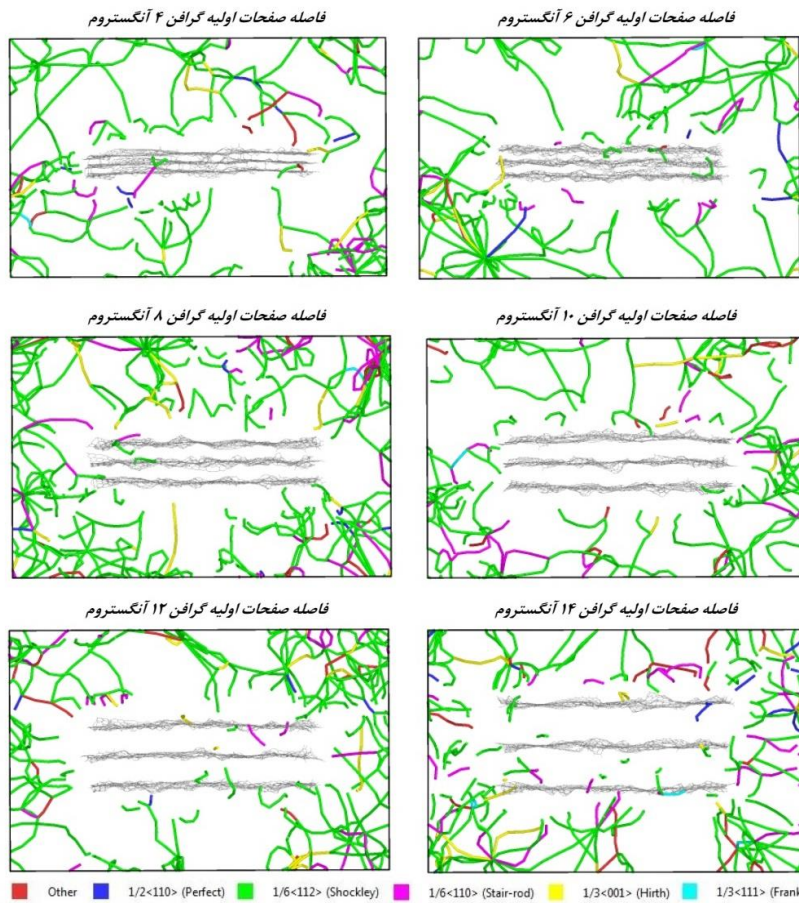 فاصله صفحات اولیه گرافن ۴ آنگستروم
فاصله صفحات اولیه گرافن ۶ آنگستروم
فاصله صفحات اولیه گرافن ۸ آنگستروم
فاصله صفحات اولیه گرافن ۱۰ آنگستروم
فاصله صفحات اولیه گرافن ۱۲ آنگستروم
فاصله صفحات اولیه گرافن ۱۴ آنگستروم
Other 1/2<110> (Perfect) 1/6<112> (Shockley) 1/6<110> (Stair-rod) 1/3<001> (Hirth) 1/3<111> (Frank